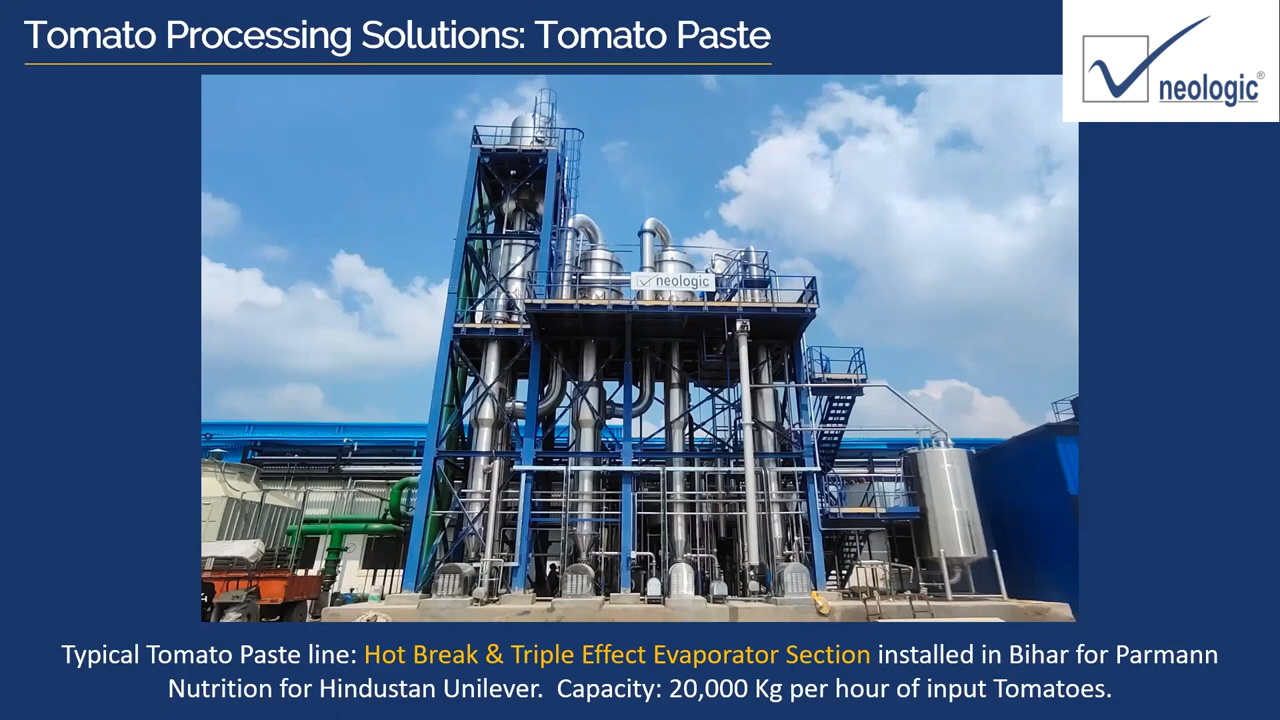 Tomato Processing Solutions: Tomato Paste
neologic®
neologic
Typical Tomato Paste line: Hot Break & Triple Effect Evaporator Section installed in Bihar for Parmann
Nutrition for Hindustan Unilever. Capacity: 20,000 Kg per hour of input Tomatoes.